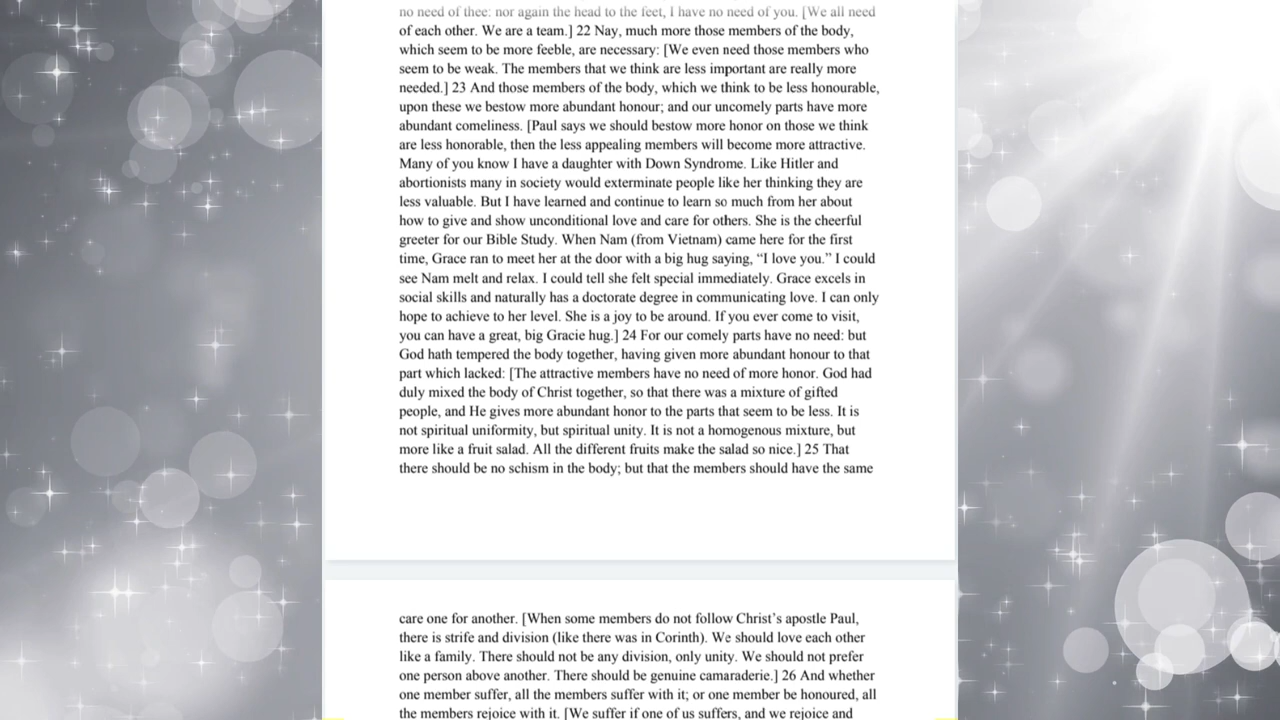 no need of thee: nor again the head to the feet, I have no need of you. [We all need
of each other. We are a team.] 22 Nay, much more those members of the body,
which seem to be more feeble, are necessary: [We even need those members who
seem to be weak. The members that we think are less important are really more
needed.] 23 And those members of the body, which we think to be less honourable,
upon these we bestow more abundant honour; and our uncomely parts have more
abundant comeliness. [Paul says we should bestow more honor on those we think
are less honorable, then the less appealing members will become more attractive.
Many of you know I have a daughter with Down Syndrome. Like Hitler and
abortionists many in society would exterminate people like her thinking they are
less valuable. But I have learned and continue to learn so much from her about
how to give and show unconditional love and care for others. She is the cheerful
greeter for our Bible Study. When Nam (from Vietnam) came here for the first
time, Grace ran to meet her at the door with a big hug saying, “I love you.” I could
see Nam melt and relax. I could tell she felt special immediately. Grace excels in
social skills and naturally has a doctorate degree in communicating love. I can only
hope to achieve to her level. She is a joy to be around. If you ever come to visit,
you can have a great, big Gracie hug.] 24 For our comely parts have no need: but
God hath tempered the body together, having given more abundant honour to that
part which lacked: [The attractive members have no need of more honor. God had
duly mixed the body of Christ together, so that there was a mixture of gifted
people, and He gives more abundant honor to the parts that seem to be less. It is
not spiritual uniformity, but spiritual unity. It is not a homogenous mixture, but
more like a fruit salad. All the different fruits make the salad so nice.] 25 That
there should be no schism in the body; but that the members should have the same
care one for another. [When some members do not follow Christ’s apostle Paul,
there is strife and division (like there was in Corinth). We should love each other
like a family. There should not be any division, only unity. We should not prefer
one person above another. There should be genuine camaraderie.] 26 And whether
one member suffer, all the members suffer with it; or one member be honoured, all
the members rejoice with it. [We suffer if one of us suffers, and we rejoice and